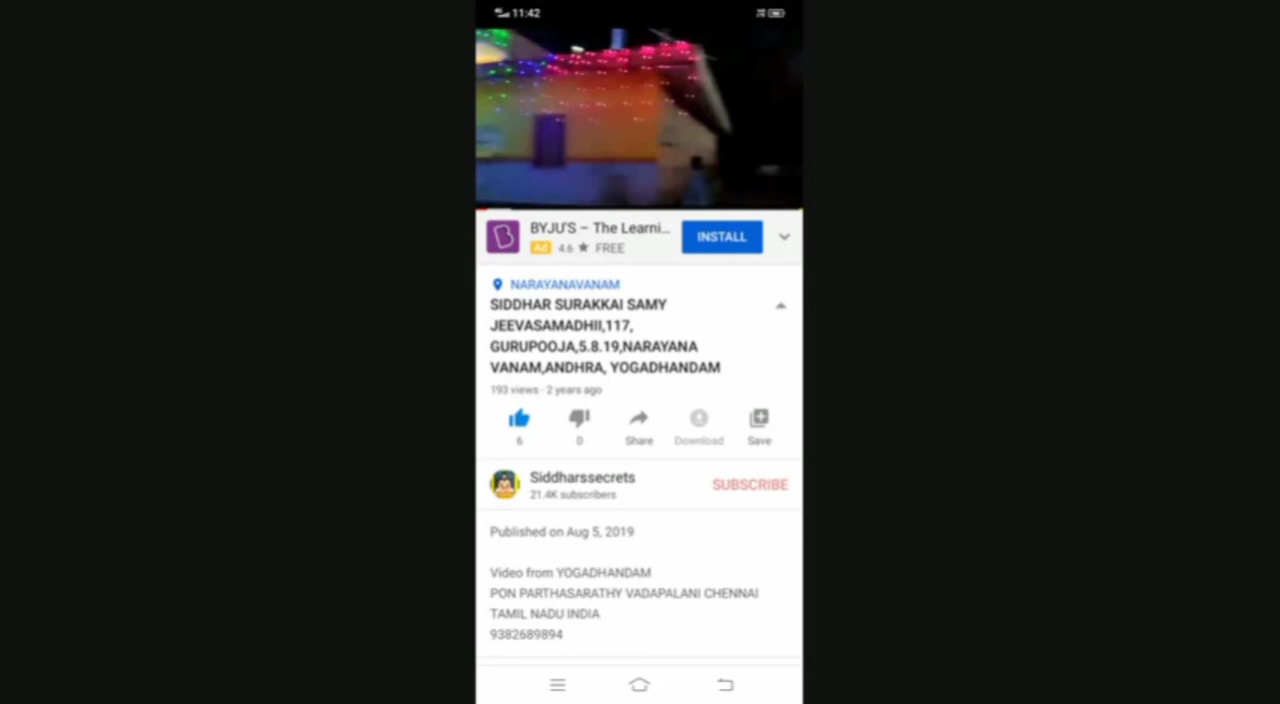 11:42
BYJU'S – The Learni...
INSTALL
Ad 4.6 ★ FREE
NARAYANAVANAM
SIDDHAR SURAKKAI SAMY
JEEVASAMADHII,117,
GURUPOOJA,5.8.19,NARAYANA
VANAM,ANDHRA, YOGADHANDAM
193 views · 2 years ago
6 0 Share Download Save
Siddharssecrets
SUBSCRIBE
21.4K subscribers
Published on Aug 5, 2019
Video from YOGADHANDAM
PON PARTHASARATHY VADAPALANI CHENNAI
TAMIL NADU INDIA
9382689894